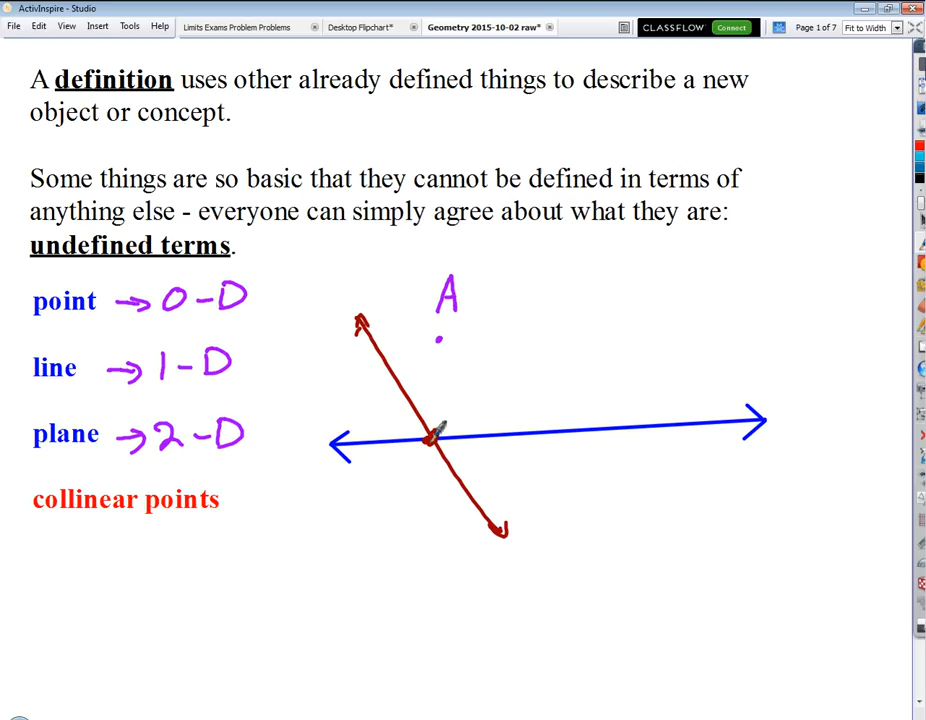 ActivInspire - Studio
File Edit View Insert Tools Help
Limits Exams Problem Problems
Desktop Flipchart*
Geometry 2015-10-02 raw*
CLASSFLOW Connect
Page 1 of 7
Fit to Width
A definition uses other already defined things to describe a new
object or concept.
Some things are so basic that they cannot be defined in terms of
anything else - everyone can simply agree about what they are:
undefined terms.
point → 0-D
A
line → 1-D
plane → 2-D
collinear points